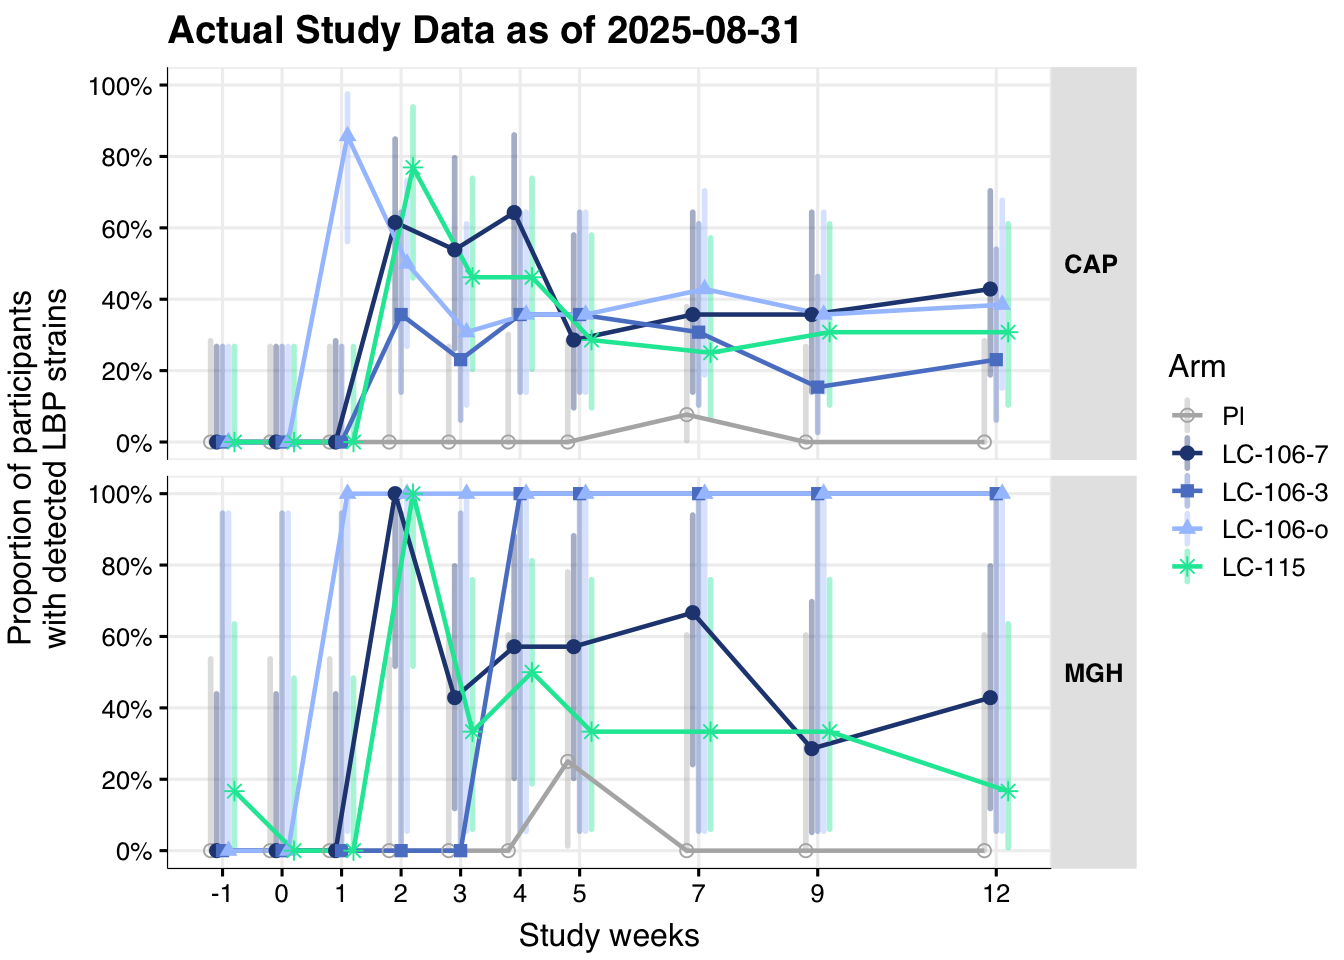 Actual Study Data as of 2025-08-31
Proportion of participants
with detected LBP strains
100%
80%
60%
40%
20%
0%
CAP
100%
80%
60%
40%
20%
0%
MGH
-1 0 1 2 3 4 5 7 9 12
Study weeks
Arm
Pl
LC-106-7
LC-106-3
LC-106-o
LC-115